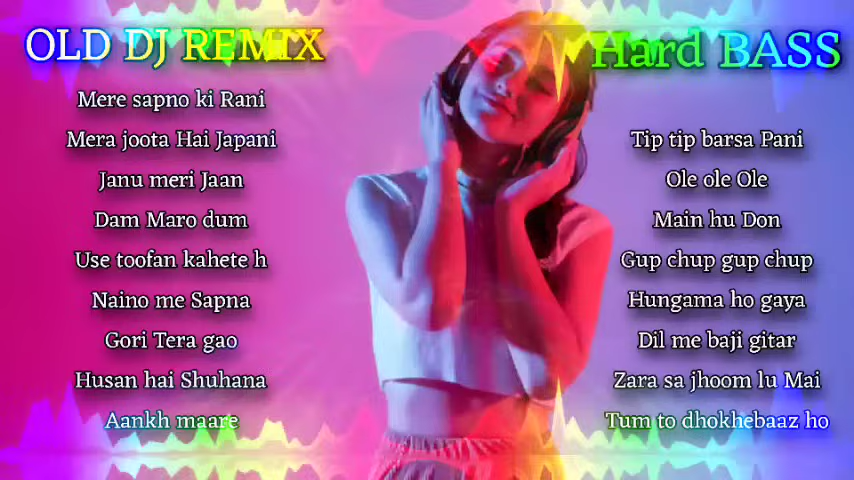 OLD DJ REMIX
Mere sapno ki Rani
Mera joota Hai Japani
Janu meri Jaan
Dam Maro dum
Use toofan kahete h
Naino me Sapna
Gori Tera gao
Husan hai Shuhana
Aankh maare
Hard BASS
Tip tip barsa Pani
Ole ole Ole
Main hu Don
Gup chup gup chup
Hungama ho gaya
Dil me baji gitar
Zara sa jhoom lu Mai
Tum to dhokhebaaz ho